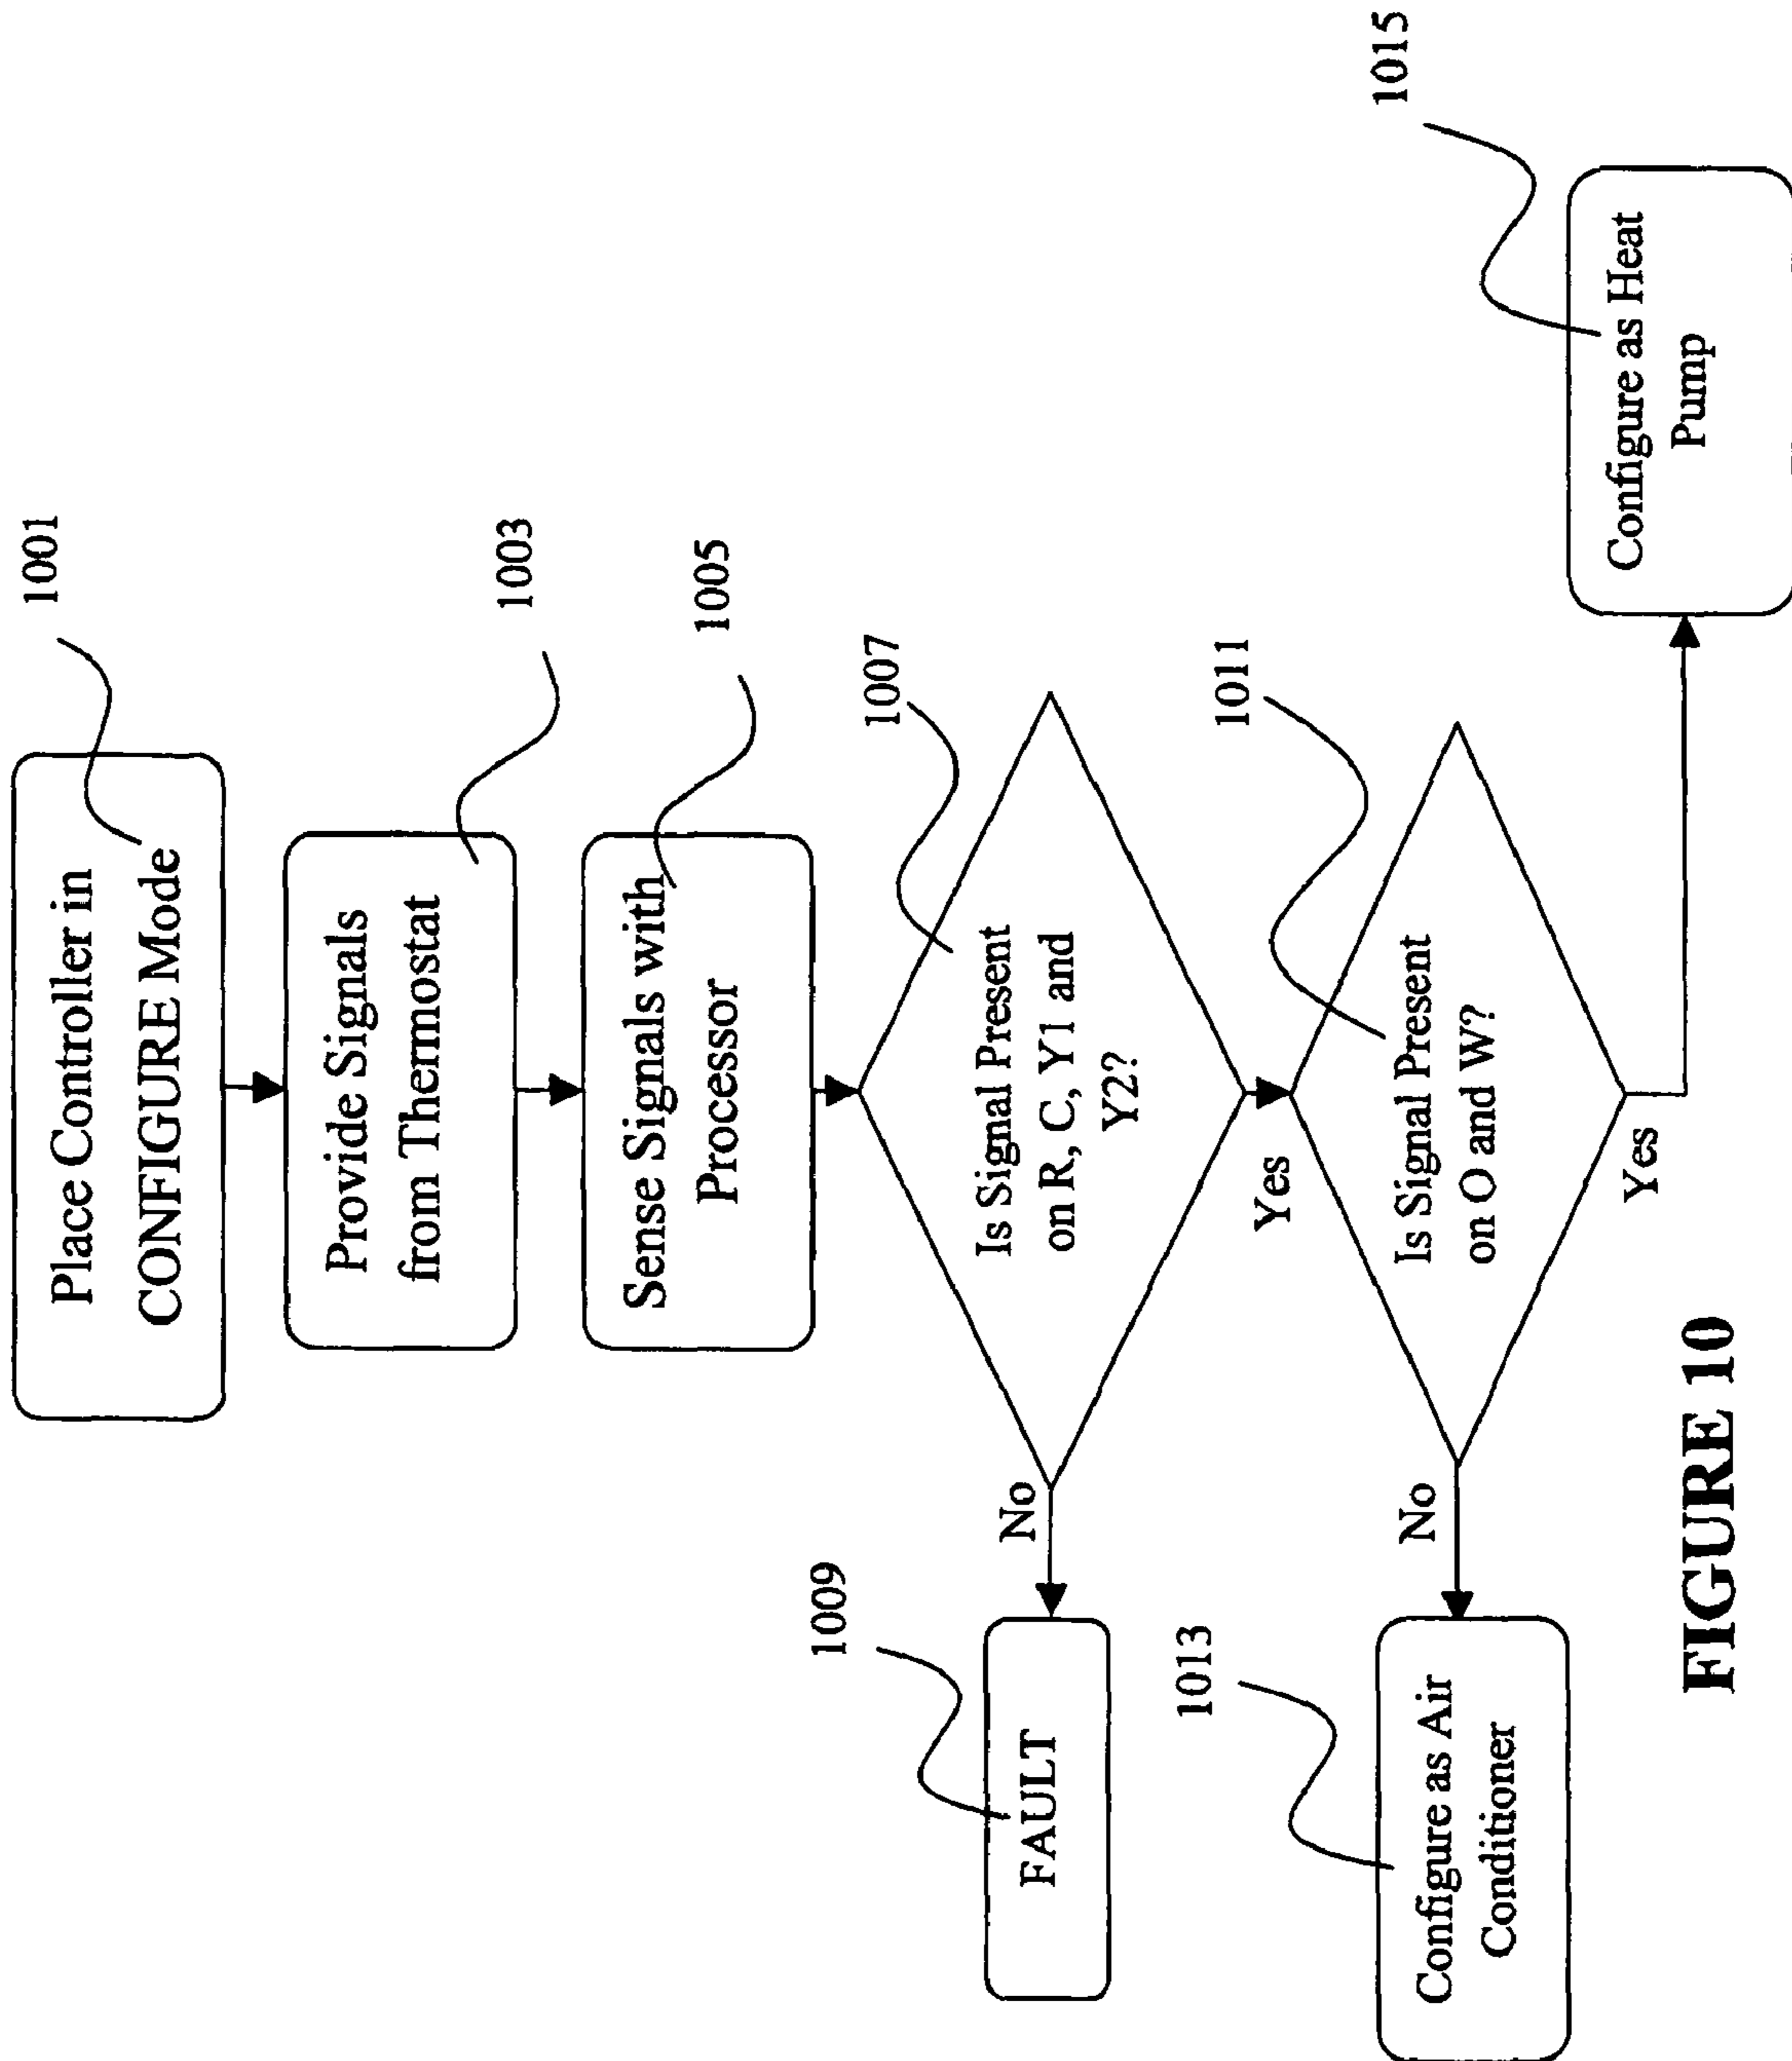 1001
Place Controller in
CONFIGURE Mode
1003
Provide Signals
from Thermostat
1005
Sense Signals with
Processor
1007
Is Signal Present
on R, C, Y1 and
Y2?
No
1009
FAULT
Yes
1011
Is Signal Present
on O and W?
No
1013
Configure as Air
Conditioner
Yes
1015
Configure as Heat
Pump
FIGURE 10